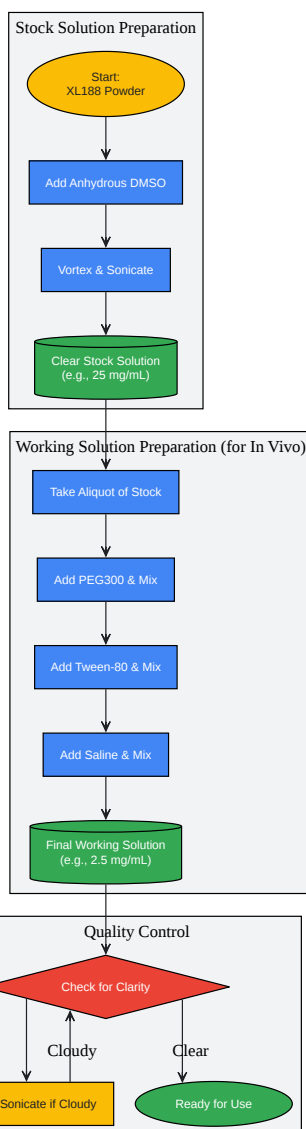 Stock Solution Preparation
Start:
XL188 Powder
Add Anhydrous DMSO
Vortex & Sonicate
Clear Stock Solution
(e.g., 25 mg/mL)
Working Solution Preparation (for In Vivo)
Take Aliquot of Stock
Add PEG300 & Mix
Add Tween-80 & Mix
Add Saline & Mix
Final Working Solution
(e.g., 2.5 mg/mL)
Quality Control
Check for Clarity
Cloudy
Clear
Sonicate if Cloudy
Ready for Use